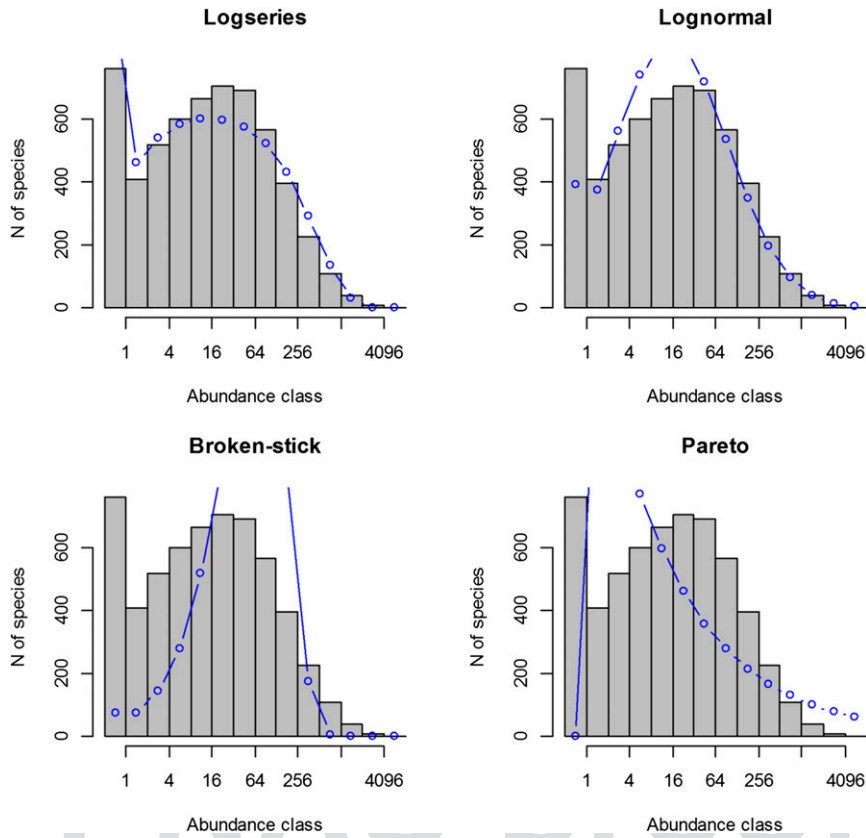 Logseries
N of species
600
400
200
0
1 4 16 64 256 4096
Abundance class
Lognormal
N of species
600
400
200
0
1 4 16 64 256 4096
Abundance class
Broken-stick
N of species
600
400
200
0
1 4 16 64 256 4096
Abundance class
Pareto
N of species
600
400
200
0
1 4 16 64 256 4096
Abundance class